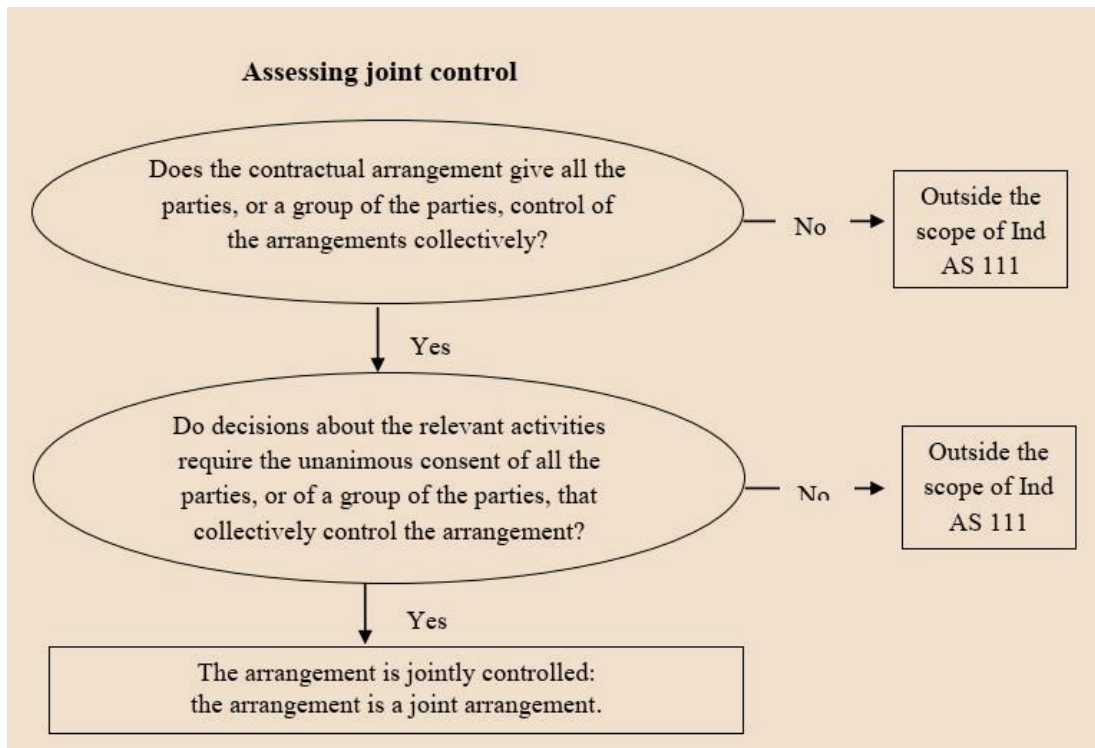 Assessing joint control
Does the contractual arrangement give all the
parties, or a group of the parties, control of
the arrangements collectively?
No
Outside the
scope of Ind
AS 111
Yes
Do decisions about the relevant activities
require the unanimous consent of all the
parties, or of a group of the parties, that
collectively control the arrangement?
No
Outside the
scope of Ind
AS 111
Yes
The arrangement is jointly controlled:
the arrangement is a joint arrangement.